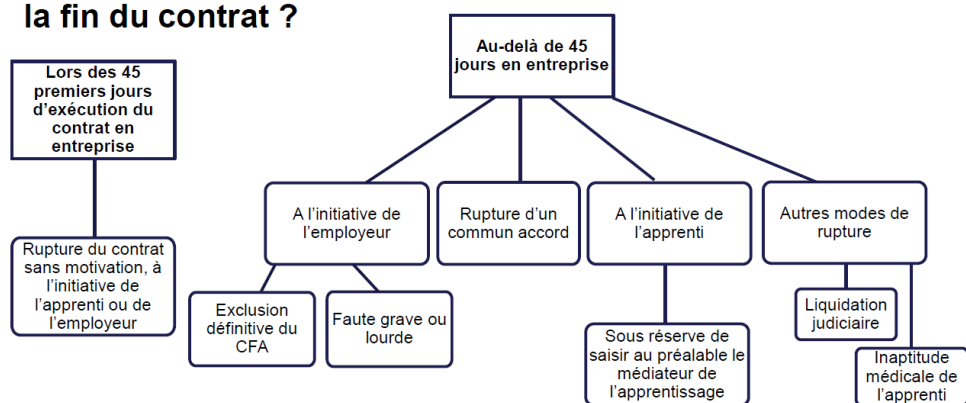 la fin du contrat ?
Lors des 45
premiers jours
d'exécution du
contrat en
entreprise
Rupture du contrat
sans motivation, à
l'initiative de
l'apprenti ou de
l'employeur
Au-delà de 45
jours en entreprise
A l'initiative de
l'employeur
Exclusion
définitive du
CFA
Faute grave ou
lourde
Rupture d'un
commun accord
A l'initiative de
l'apprenti
Sous réserve de
saisir au préalable le
médiateur de
l'apprentissage
Autres modes de
rupture
Liquidation
judiciaire
Inaptitude
médicale de
l'apprenti